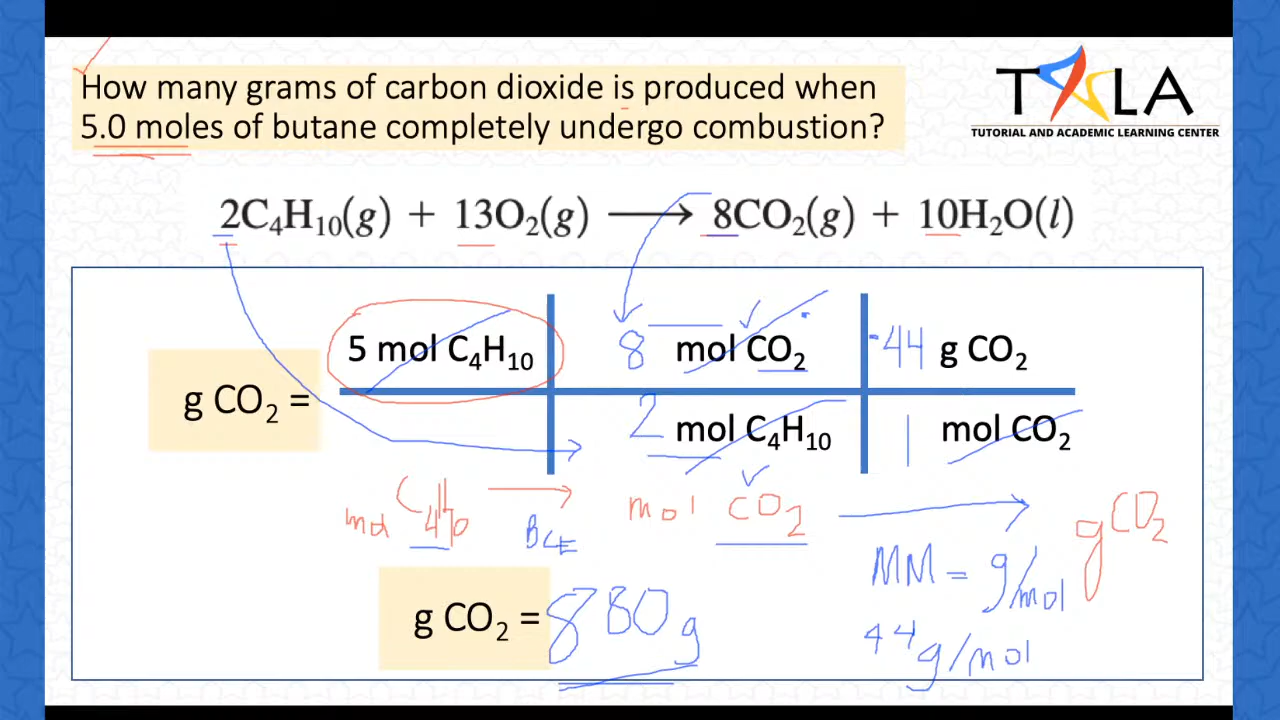 How many grams of carbon dioxide is produced when
5.0 moles of butane completely undergo combustion?
TALA
TUTORIAL AND ACADEMIC LEARNING CENTER
2C₄H₁₀(g) + 13O₂(g) ⟶ 8CO₂(g) + 10H₂O(l)
5 mol C₄H₁₀ 8 mol CO₂ 44 g CO₂
g CO₂ =
2 mol C₄H₁₀ 1 mol CO₂
mol C₄H₁₀ → mol CO₂ → g CO₂
BCE
MM = g/mol
g CO₂ = 880 g
44 g/mol